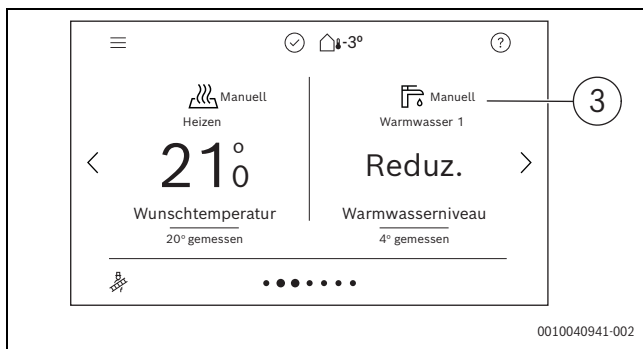 -3°
?
Manuell
Manuell
3
Heizen
Warmwasser 1
21°0
Reduz.
Wunschtemperatur
Warmwasserniveau
20° gemessen
4° gemessen
0010040941-002